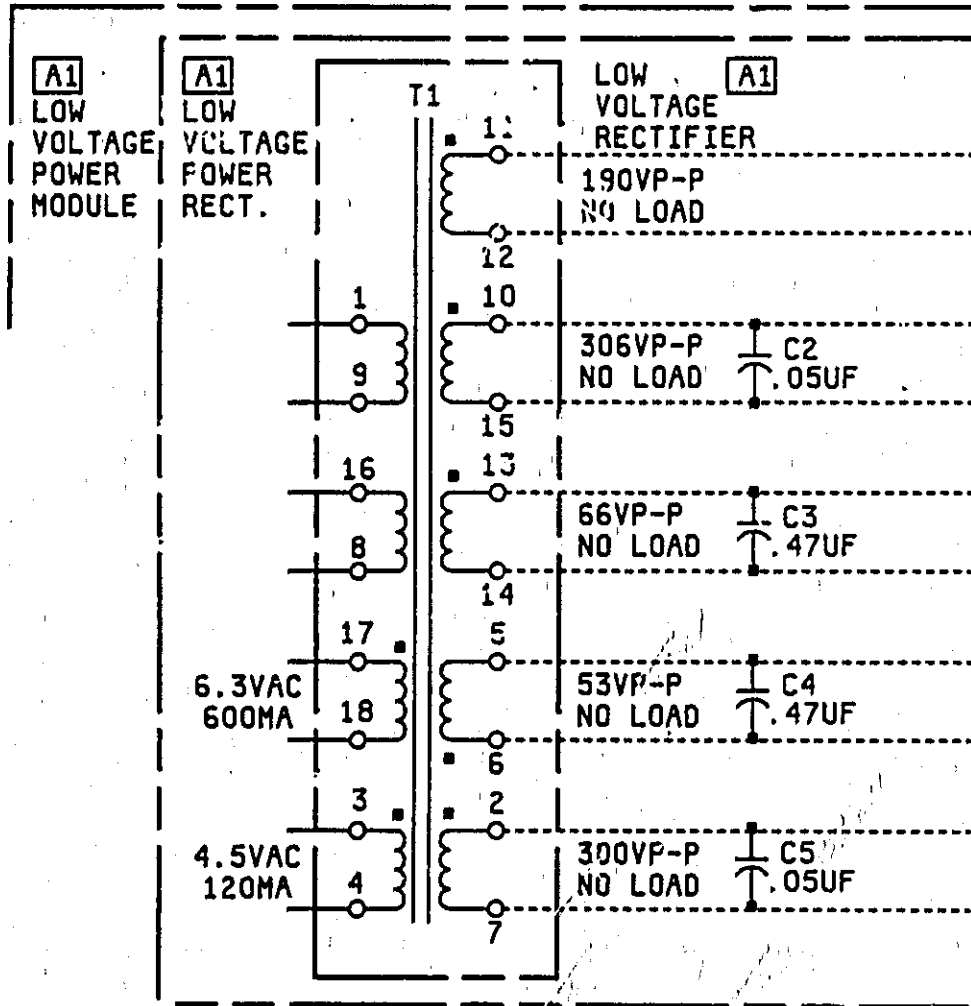 A1
LOW
VOLTAGE
POWER
MODULE
A1
LOW
VOLTAGE
POWER
RECT.
T1
LOW
VOLTAGE
RECTIFIER
A1
11
190VP-P
NO LOAD
12
1
10
306VP-P
NO LOAD
C2
.05UF
9
15
16
13
66VP-P
NO LOAD
C3
.47UF
8
14
17
5
6.3VAC
600MA
53VP-P
NO LOAD
C4
.47UF
18
6
3
2
4.5VAC
120MA
300VP-P
NO LOAD
C5
.05UF
4
7